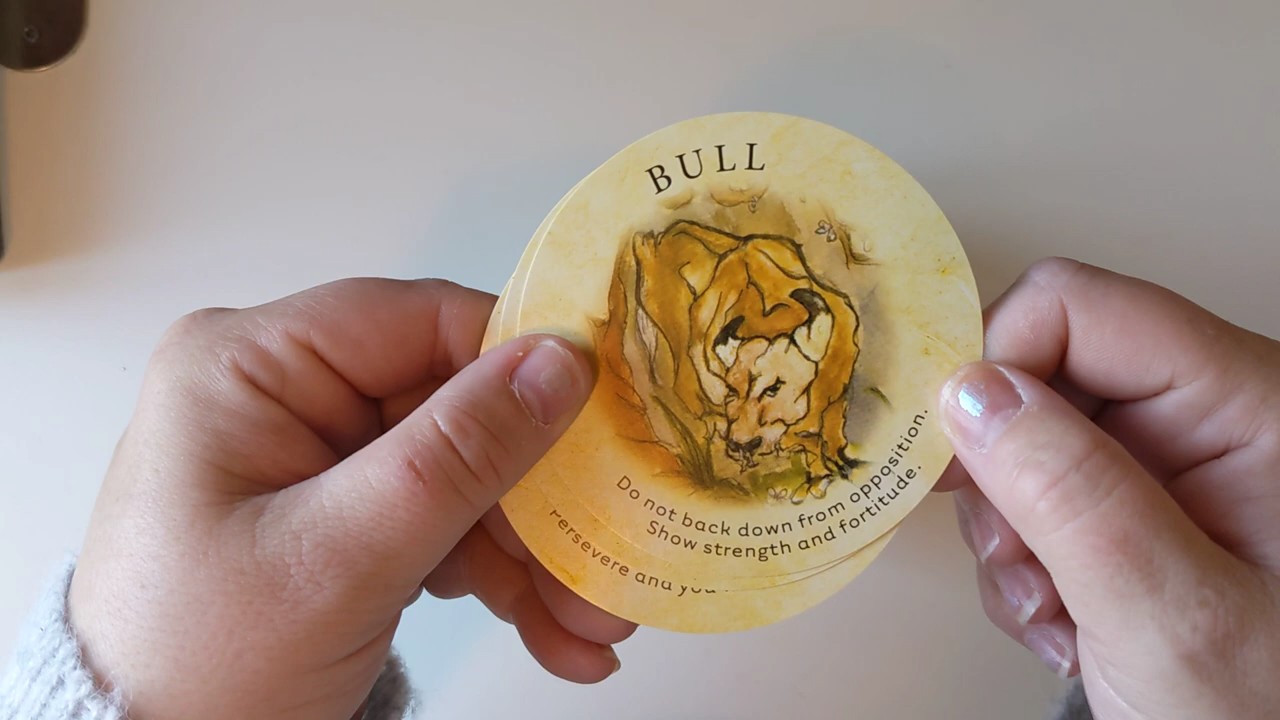 BULL
Do not back down from opposition.
Show strength and fortitude.
Persevere and you